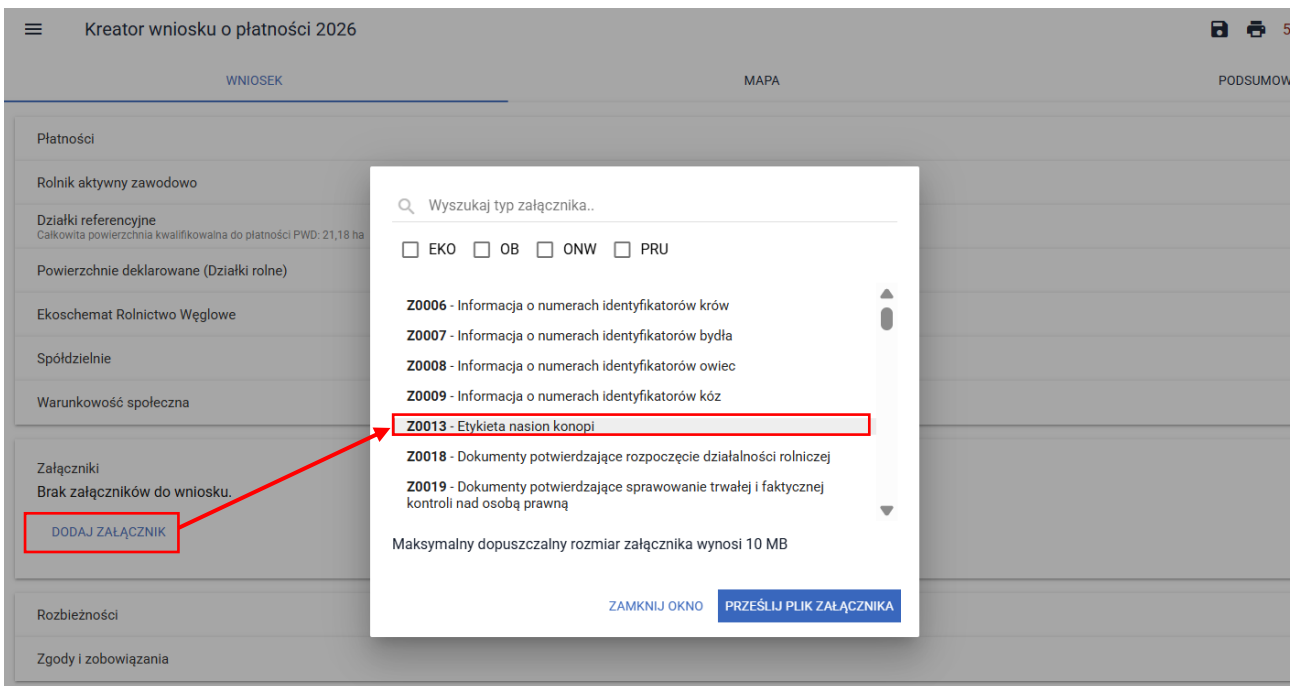 Kreator wniosku o płatności 2026
5
WNIOSEK
MAPA
PODSUMOW
Płatności
Rolnik aktywny zawodowo
Działki referencyjne
Całkowita powierzchnia kwalifikowalna do płatności PWD: 21,18 ha
Powierzchnie deklarowane (Działki rolne)
Ekoschemat Rolnictwo Węglowe
Spółdzielnie
Warunkowość społeczna
Załączniki
Brak załączników do wniosku.
DODAJ ZAŁĄCZNIK
Rozbieżności
Zgody i zobowiązania
Wyszukaj typ załącznika..
EKO OB ONW PRU
Z0006 - Informacja o numerach identyfikatorów krów
Z0007 - Informacja o numerach identyfikatorów bydła
Z0008 - Informacja o numerach identyfikatorów owiec
Z0009 - Informacja o numerach identyfikatorów kóz
Z0013 - Etykieta nasion konopi
Z0018 - Dokumenty potwierdzające rozpoczęcie działalności rolniczej
Z0019 - Dokumenty potwierdzające sprawowanie trwałej i faktycznej
kontroli nad osobą prawną
Maksymalny dopuszczalny rozmiar załącznika wynosi 10 MB
ZAMKNIJ OKNO
PRZEŚLIJ PLIK ZAŁĄCZNIKA